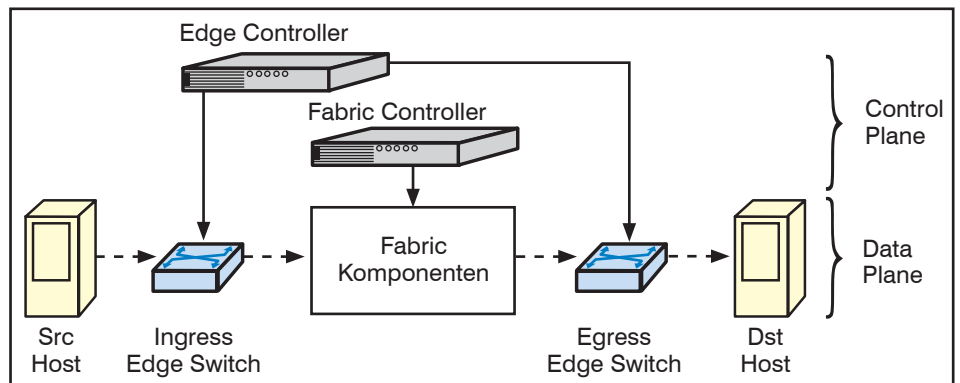 Edge Controller
Fabric Controller
Control
Plane
Fabric
Komponenten
Data
Plane
Src
Host
Ingress
Edge Switch
Egress
Edge Switch
Dst
Host